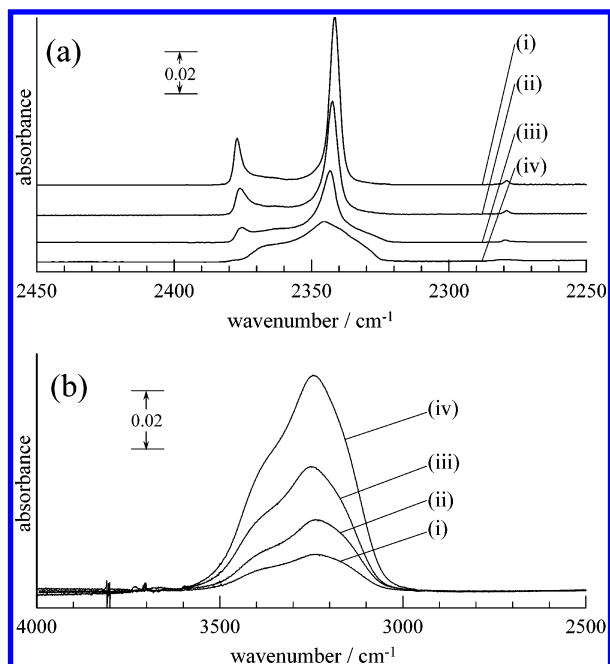 (a)
0.02
(i)
(ii)
(iii)
(iv)
absorbance
2450 2400 2350 2300 2250
wavenumber / cm⁻¹
(b)
0.02
(iv)
(iii)
(ii)
(i)
absorbance
4000 3500 3000 2500
wavenumber / cm⁻¹